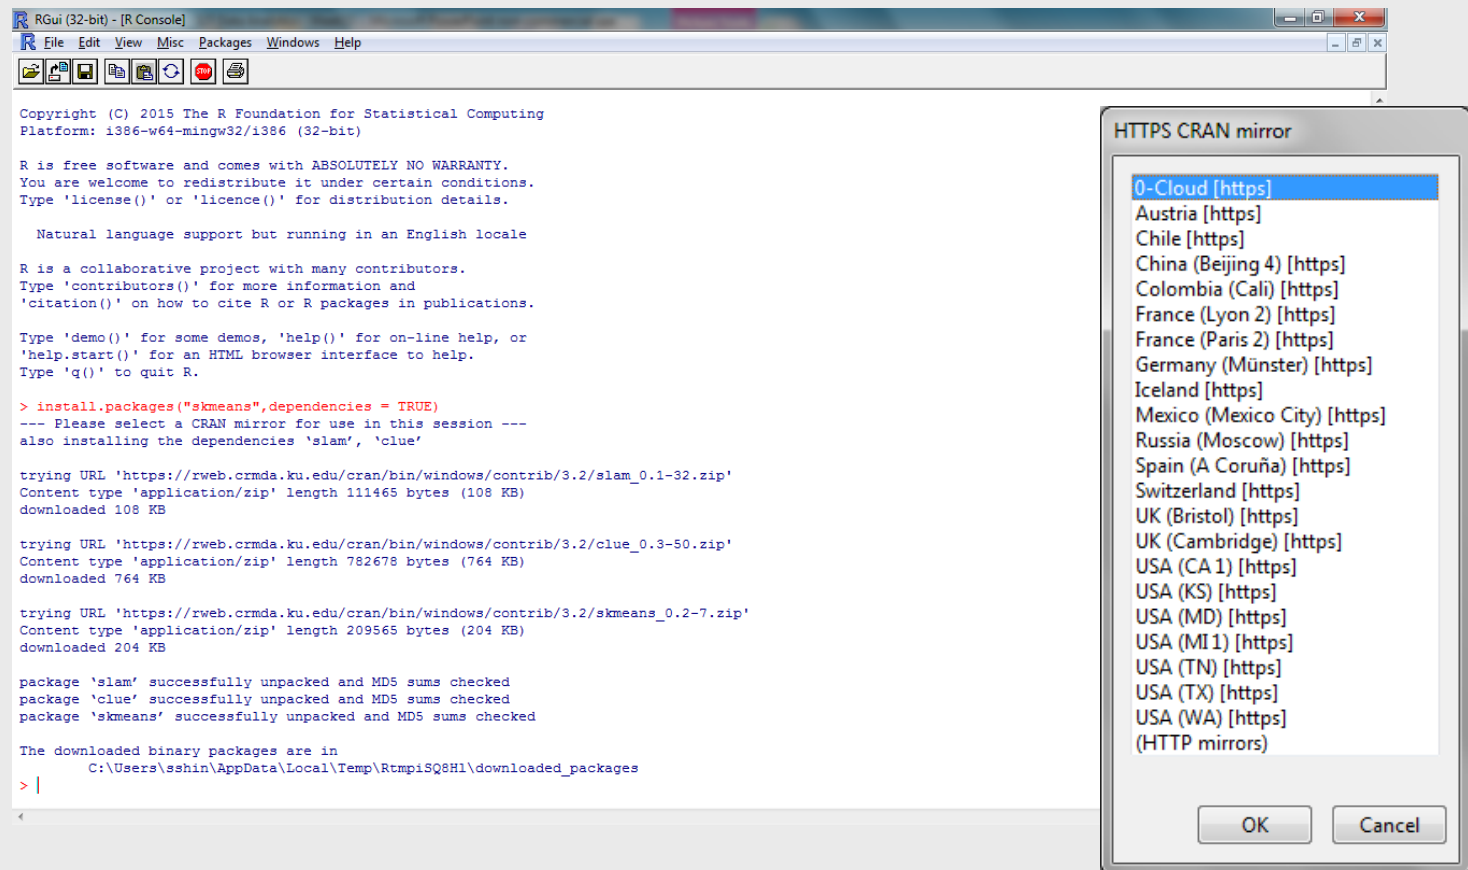 RGui (32-bit) - [R Console]
File Edit View Misc Packages Windows Help
STOP
Copyright (C) 2015 The R Foundation for Statistical Computing
Platform: i386-w64-mingw32/i386 (32-bit)
R is free software and comes with ABSOLUTELY NO WARRANTY.
You are welcome to redistribute it under certain conditions.
Type 'license()' or 'licence()' for distribution details.
Natural language support but running in an English locale
R is a collaborative project with many contributors.
Type 'contributors()' for more information and
'citation()' on how to cite R or R packages in publications.
Type 'demo()' for some demos, 'help()' for on-line help, or
'help.start()' for an HTML browser interface to help.
Type 'q()' to quit R.
> install.packages("skmeans",dependencies = TRUE)
--- Please select a CRAN mirror for use in this session ---
also installing the dependencies ‘slam’, ‘clue’
trying URL 'https://rweb.crmda.ku.edu/cran/bin/windows/contrib/3.2/slam_0.1-32.zip'
Content type 'application/zip' length 111465 bytes (108 KB)
downloaded 108 KB
trying URL 'https://rweb.crmda.ku.edu/cran/bin/windows/contrib/3.2/clue_0.3-50.zip'
Content type 'application/zip' length 782678 bytes (764 KB)
downloaded 764 KB
trying URL 'https://rweb.crmda.ku.edu/cran/bin/windows/contrib/3.2/skmeans_0.2-7.zip'
Content type 'application/zip' length 209565 bytes (204 KB)
downloaded 204 KB
package ‘slam’ successfully unpacked and MD5 sums checked
package ‘clue’ successfully unpacked and MD5 sums checked
package ‘skmeans’ successfully unpacked and MD5 sums checked
The downloaded binary packages are in
C:\Users\sshin\AppData\Local\Temp\RtmpiSQ8Hl\downloaded_packages
>
HTTPS CRAN mirror
0-Cloud [https]
Austria [https]
Chile [https]
China (Beijing 4) [https]
Colombia (Cali) [https]
France (Lyon 2) [https]
France (Paris 2) [https]
Germany (Münster) [https]
Iceland [https]
Mexico (Mexico City) [https]
Russia (Moscow) [https]
Spain (A Coruña) [https]
Switzerland [https]
UK (Bristol) [https]
UK (Cambridge) [https]
USA (CA 1) [https]
USA (KS) [https]
USA (MD) [https]
USA (MI 1) [https]
USA (TN) [https]
USA (TX) [https]
USA (WA) [https]
(HTTP mirrors)
OK Cancel